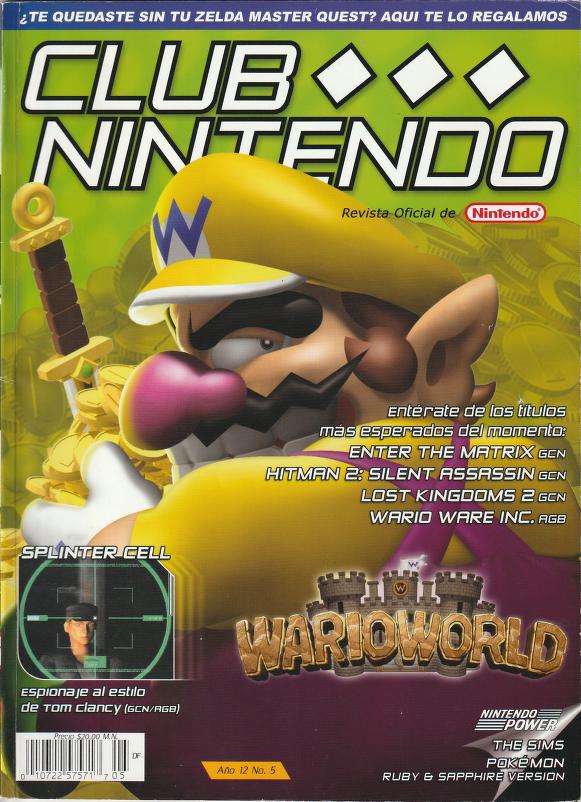 ¿TE QUEDASTE SIN TU ZELDA MASTER QUEST? AQUI TE LO REGALAMOS
CLUB
NINTENDO
Revista Oficial de Nintendo
W
Entérate de los títulos
más esperados del momento:
ENTER THE MATRIX GCN
HITMAN 2: SILENT ASSASSIN GCN
LOST KINGDOMS 2 GCN
WARIO WARE INC. AGB
SPLINTER CELL
W
WARIOWORLD
Espionaje al estilo
de Tom Clancy (GCN/AGB)
NINTENDO
POWER
THE SIMS
POKÉMON
RUBY & SAPPHIRE VERSION
Precio $20.00 M.N.
DF
0 10722 57571 7 05
Año 12 No. 5